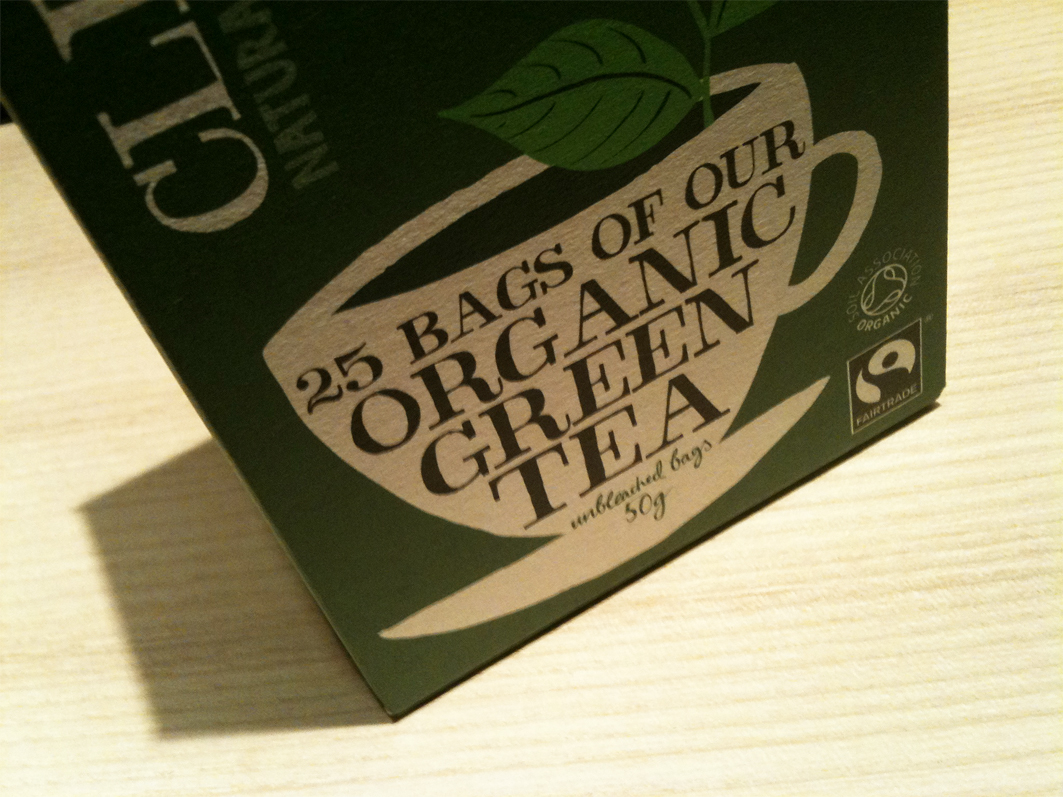 25 BAGS OF OUR
ORGANIC
GREEN
TEA
unbleached bags
50g
SOIL ASSOCIATION
ORGANIC
FAIRTRADE